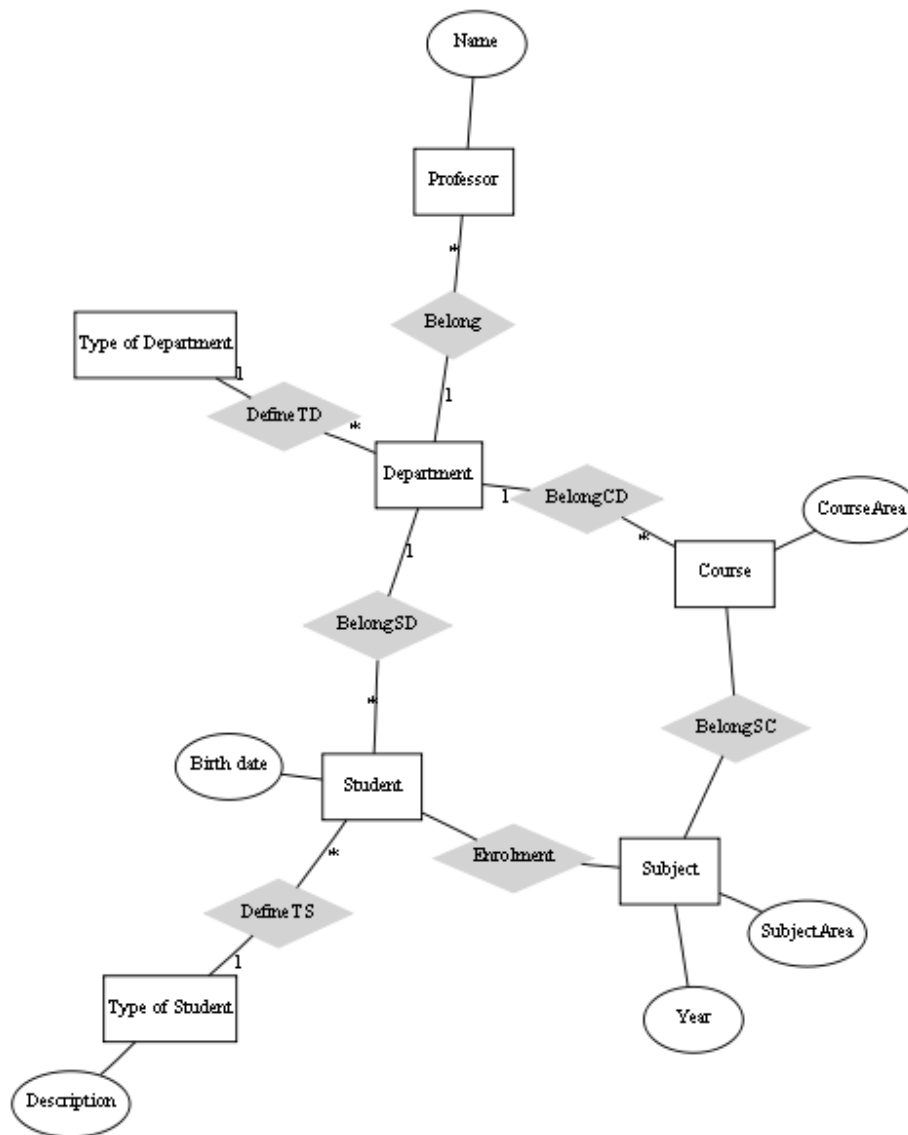 Name
Professor
*
Belong
Type of Department
1
DefineTD
*
1
Department
1
BelongCD
*
CourseArea
Course
1
BelongSD
*
BelongSC
Birth date
Student
*
Enrolment
Subject
DefineTS
SubjectArea
1
Type of Student
Year
Description